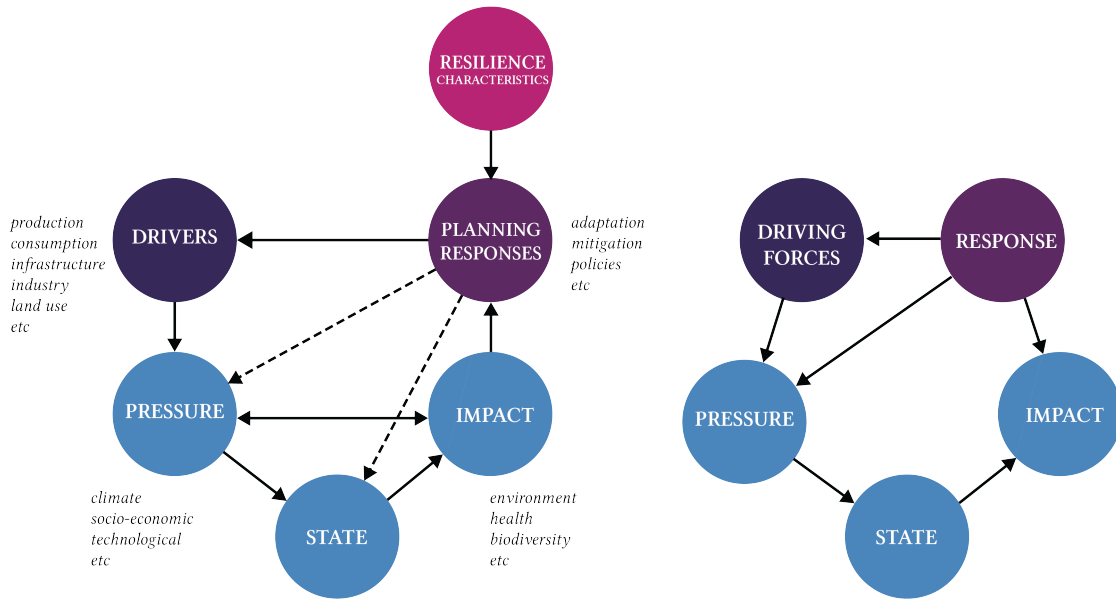 RESILIENCE
CHARACTERISTICS
production
consumption
infrastructure
industry
land use
etc
DRIVERS
PLANNING
RESPONSES
adaptation
mitigation
policies
etc
PRESSURE
IMPACT
climate
socio-economic
technological
etc
STATE
environment
health
biodiversity
etc
DRIVING
FORCES
RESPONSE
PRESSURE
IMPACT
STATE